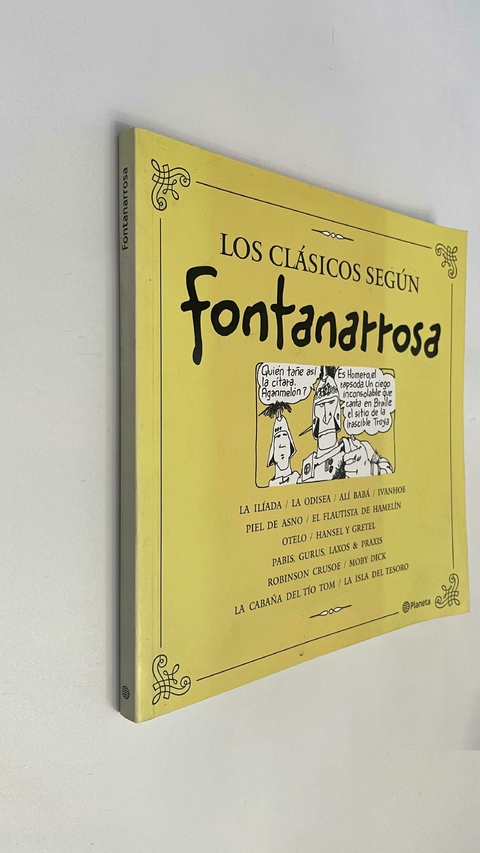 Fontanarrosa
LOS CLÁSICOS SEGÚN
fontanarrosa
Quién tañe así
la cítara,
Aganmelón?
Es Homero, el
rapsoda. Un ciego
inconsolable que
canta en Braille
el sitio de la
irascible Troya
LA ILÍADA / LA ODISEA / ALÍ BABÁ / IVANHOE
PIEL DE ASNO / EL FLAUTISTA DE HAMELÍN
OTELO / HANSEL Y GRETEL
PABIS, GURUS, LAXOS & PRAXIS
ROBINSON CRUSOE / MOBY DICK
LA CABAÑA DEL TÍO TOM / LA ISLA DEL TESORO
Planeta